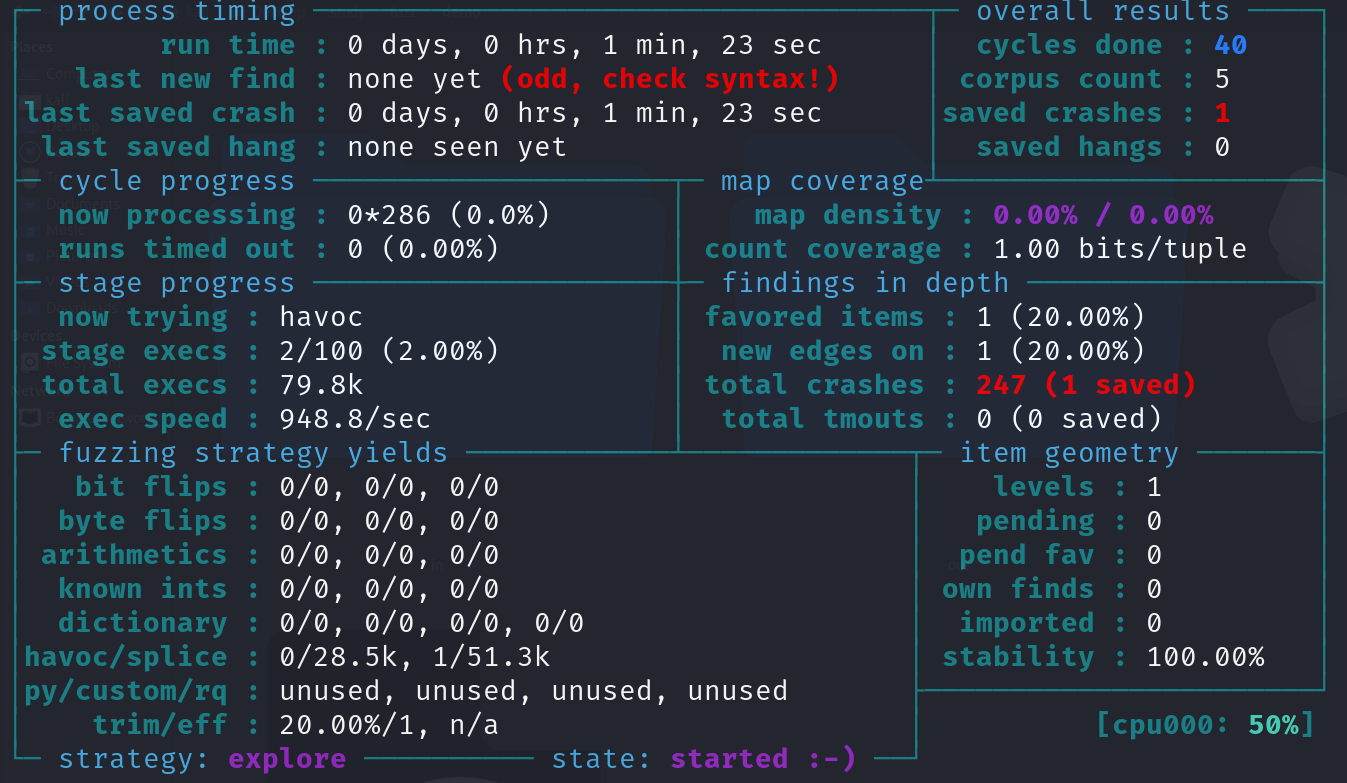 process timing overall results
run time : 0 days, 0 hrs, 1 min, 23 sec cycles done : 40
last new find : none yet (odd, check syntax!) corpus count : 5
last saved crash : 0 days, 0 hrs, 1 min, 23 sec saved crashes : 1
last saved hang : none seen yet saved hangs : 0
cycle progress map coverage
now processing : 0*286 (0.0%) map density : 0.00% / 0.00%
runs timed out : 0 (0.00%) count coverage : 1.00 bits/tuple
stage progress findings in depth
now trying : havoc favored items : 1 (20.00%)
stage execs : 2/100 (2.00%) new edges on : 1 (20.00%)
total execs : 79.8k total crashes : 247 (1 saved)
exec speed : 948.8/sec total tmouts : 0 (0 saved)
fuzzing strategy yields item geometry
bit flips : 0/0, 0/0, 0/0 levels : 1
byte flips : 0/0, 0/0, 0/0 pending : 0
arithmetics : 0/0, 0/0, 0/0 pend fav : 0
known ints : 0/0, 0/0, 0/0 own finds : 0
dictionary : 0/0, 0/0, 0/0, 0/0 imported : 0
havoc/splice : 0/28.5k, 1/51.3k stability : 100.00%
py/custom/rq : unused, unused, unused, unused
trim/eff : 20.00%/1, n/a [cpu000: 50%]
strategy: explore state: started :-)